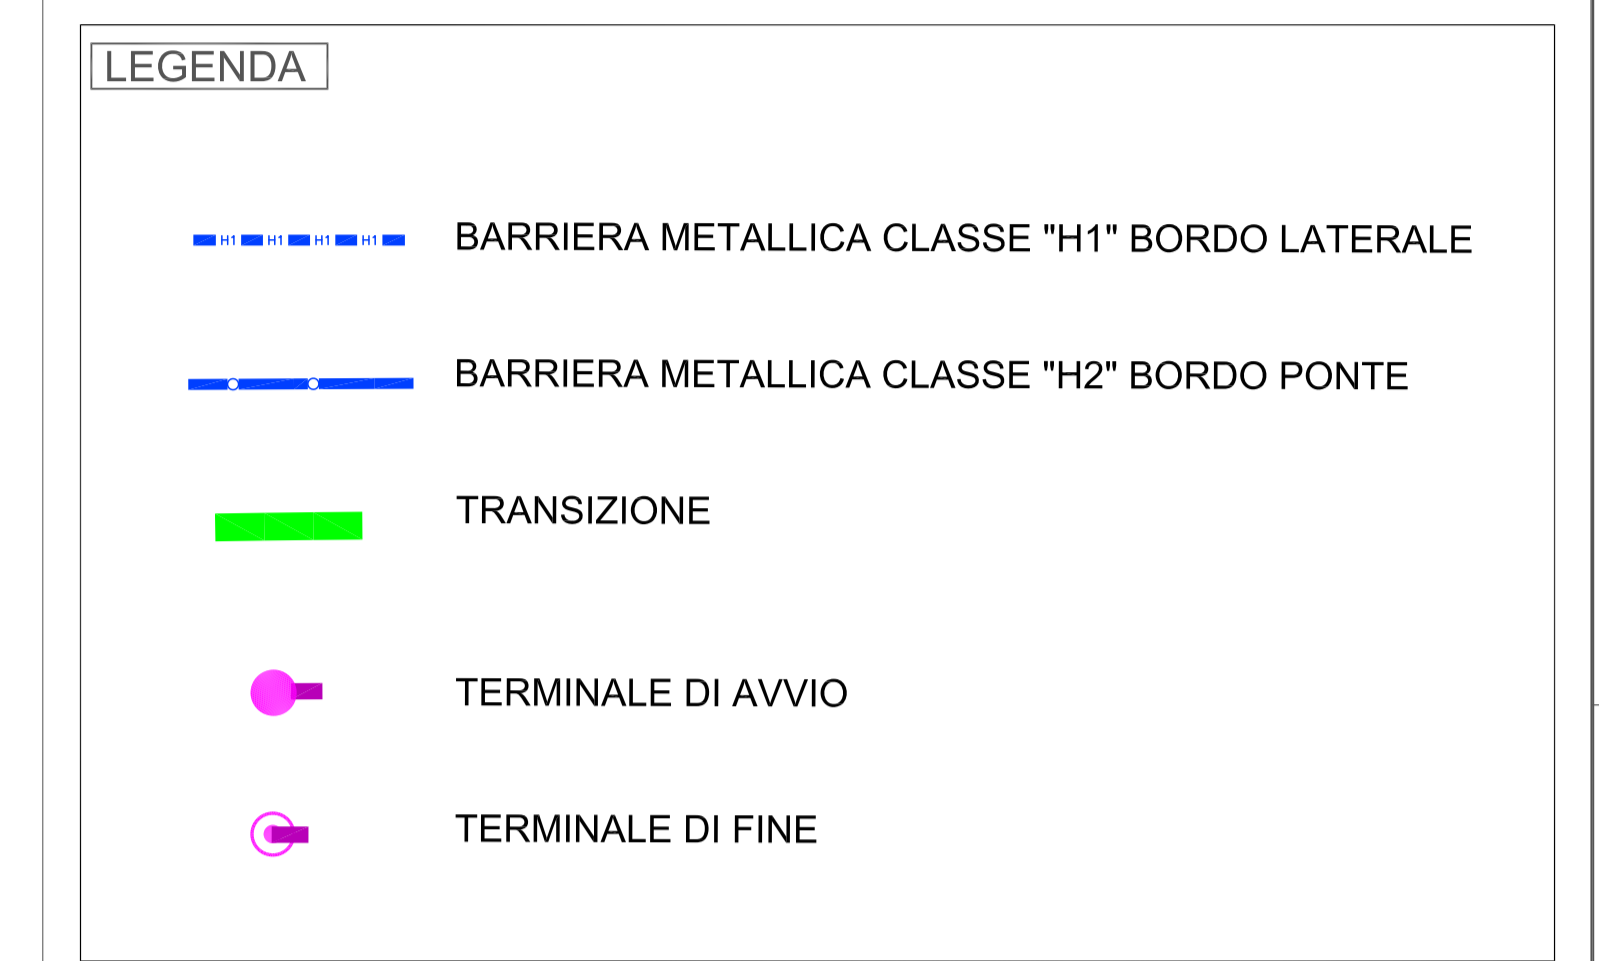 LEGENDA
H1 H1 H1 H1
BARRIERA METALLICA CLASSE "H1" BORDO LATERALE
BARRIERA METALLICA CLASSE "H2" BORDO PONTE
TRANSIZIONE
TERMINALE DI AVVIO
TERMINALE DI FINE